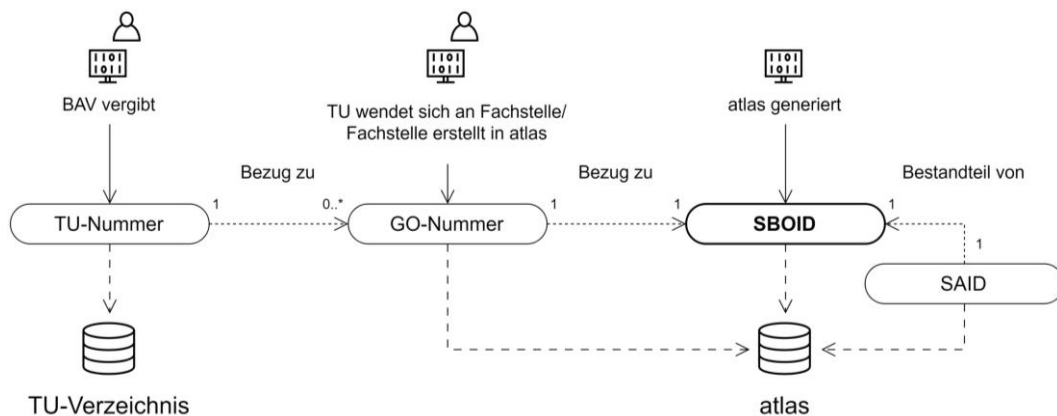 BAV vergibt
TU wendet sich an Fachstelle/
Fachstelle erstellt in atlas
atlas generiert
Bezug zu
Bezug zu
Bestandteil von
TU-Nummer
1
0..*
GO-Nummer
1
1
SBOID
1
1
SAID
TU-Verzeichnis
atlas